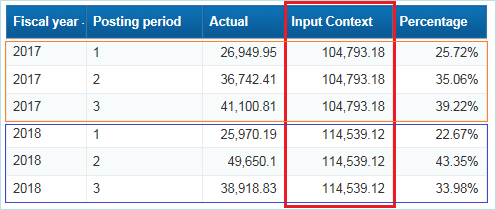 Fiscal year Posting period Actual Input Context Percentage
2017 1 26,949.95 104,793.18 25.72%
2017 2 36,742.41 104,793.18 35.06%
2017 3 41,100.81 104,793.18 39.22%
2018 1 25,970.19 114,539.12 22.67%
2018 2 49,650.1 114,539.12 43.35%
2018 3 38,918.83 114,539.12 33.98%